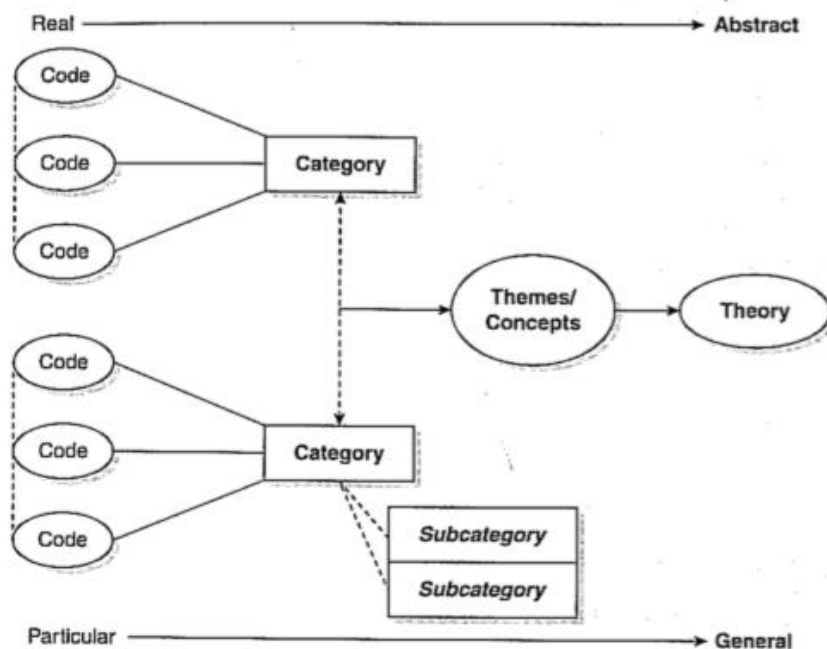 Real
Abstract
Code
Code
Category
Code
Themes/
Concepts
Theory
Code
Code
Category
Code
Subcategory
Subcategory
Particular
General